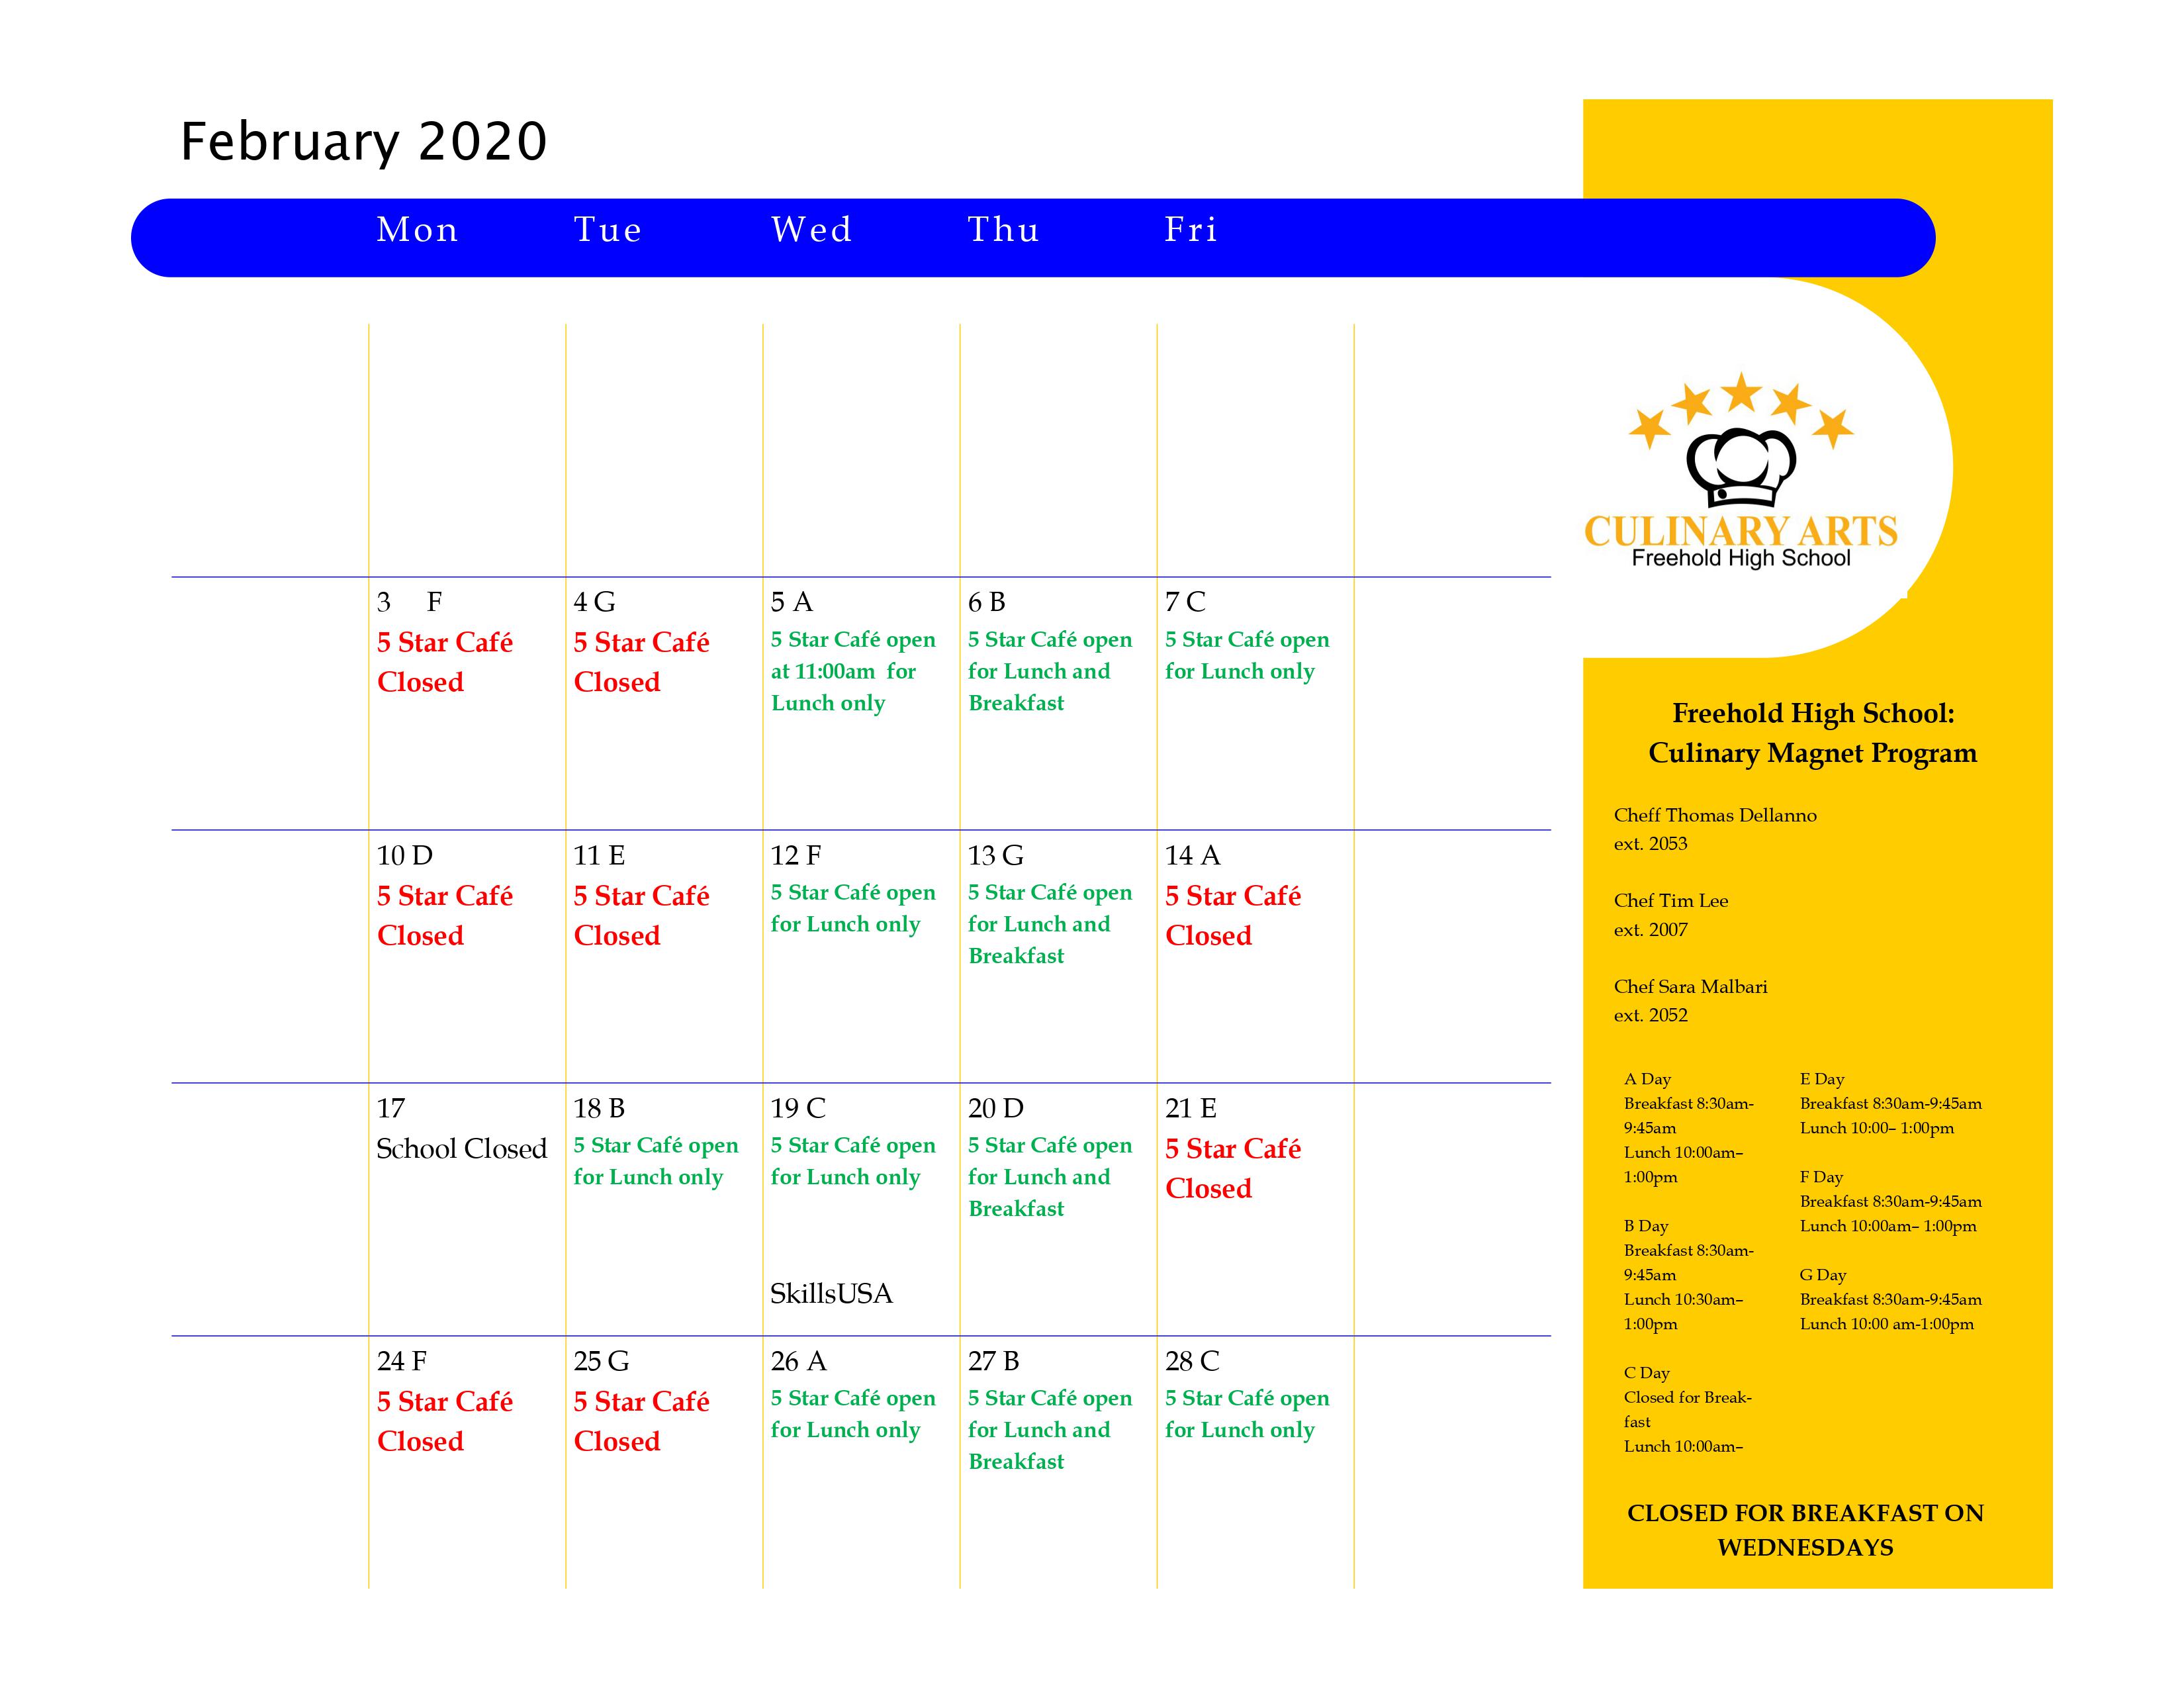 February 2020
Mon Tue Wed Thu Fri
3 F
5 Star Café
Closed
4 G
5 Star Café
Closed
5 A
5 Star Café open
at 11:00am for
Lunch only
6 B
5 Star Café open
for Lunch and
Breakfast
7 C
5 Star Café open
for Lunch only
10 D
5 Star Café
Closed
11 E
5 Star Café
Closed
12 F
5 Star Café open
for Lunch only
13 G
5 Star Café open
for Lunch and
Breakfast
14 A
5 Star Café
Closed
17
School Closed
18 B
5 Star Café open
for Lunch only
19 C
5 Star Café open
for Lunch only
SkillsUSA
20 D
5 Star Café open
for Lunch and
Breakfast
21 E
5 Star Café
Closed
24 F
5 Star Café
Closed
25 G
5 Star Café
Closed
26 A
5 Star Café open
for Lunch only
27 B
5 Star Café open
for Lunch and
Breakfast
28 C
5 Star Café open
for Lunch only
CULINARY ARTS
Freehold High School
Freehold High School:
Culinary Magnet Program
Cheff Thomas Dellanno
ext. 2053
Chef Tim Lee
ext. 2007
Chef Sara Malbari
ext. 2052
A Day
Breakfast 8:30am-
9:45am
Lunch 10:00am–
1:00pm
B Day
Breakfast 8:30am-
9:45am
Lunch 10:30am–
1:00pm
C Day
Closed for Break-
fast
Lunch 10:00am–
E Day
Breakfast 8:30am-9:45am
Lunch 10:00– 1:00pm
F Day
Breakfast 8:30am-9:45am
Lunch 10:00am– 1:00pm
G Day
Breakfast 8:30am-9:45am
Lunch 10:00 am-1:00pm
CLOSED FOR BREAKFAST ON
WEDNESDAYS